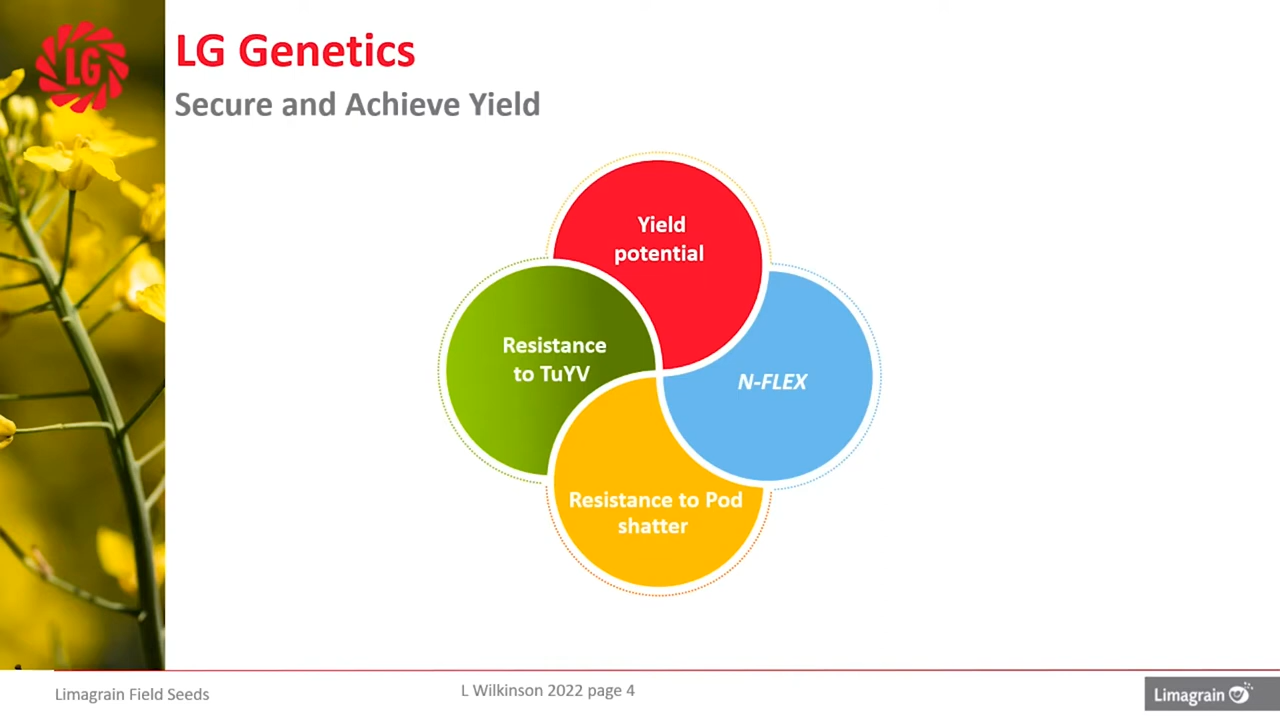 LG
LG Genetics
Secure and Achieve Yield
Yield
potential
Resistance
to TuYV
N-FLEX
Resistance to Pod
shatter
Limagrain Field Seeds
L Wilkinson 2022 page 4
Limagrain